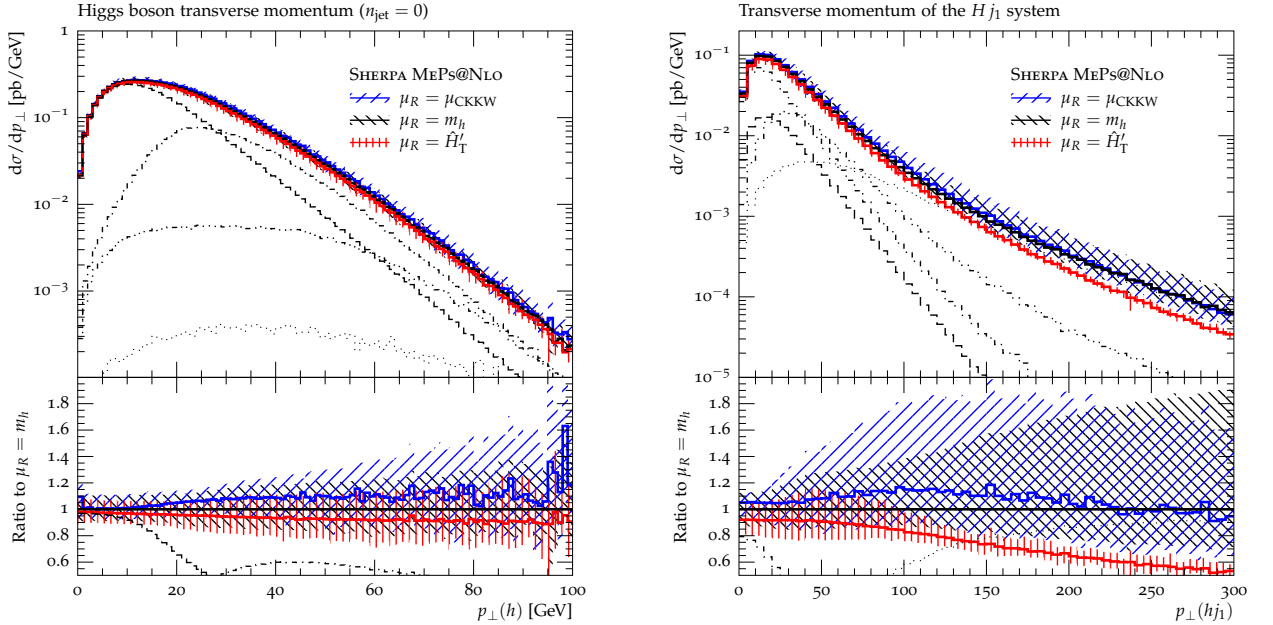 Higgs boson transverse momentum (n_jet = 0)
dσ/dp⊥ [pb/GeV]
1
10⁻¹
10⁻²
10⁻³
SHERPA MEPS@NLO
μ_R = μ_CKKW
μ_R = m_h
μ_R = Ĥ′_T
Ratio to μ_R = m_h
1.8
1.6
1.4
1.2
1
0.8
0.6
0 20 40 60 80 100
p⊥(h) [GeV]
Transverse momentum of the Hj₁ system
dσ/dp⊥ [pb/GeV]
10⁻¹
10⁻²
10⁻³
10⁻⁴
10⁻⁵
SHERPA MEPS@NLO
μ_R = μ_CKKW
μ_R = m_h
μ_R = Ĥ′_T
Ratio to μ_R = m_h
1.8
1.6
1.4
1.2
1
0.8
0.6
0 50 100 150 200 250 300
p⊥(hj₁)